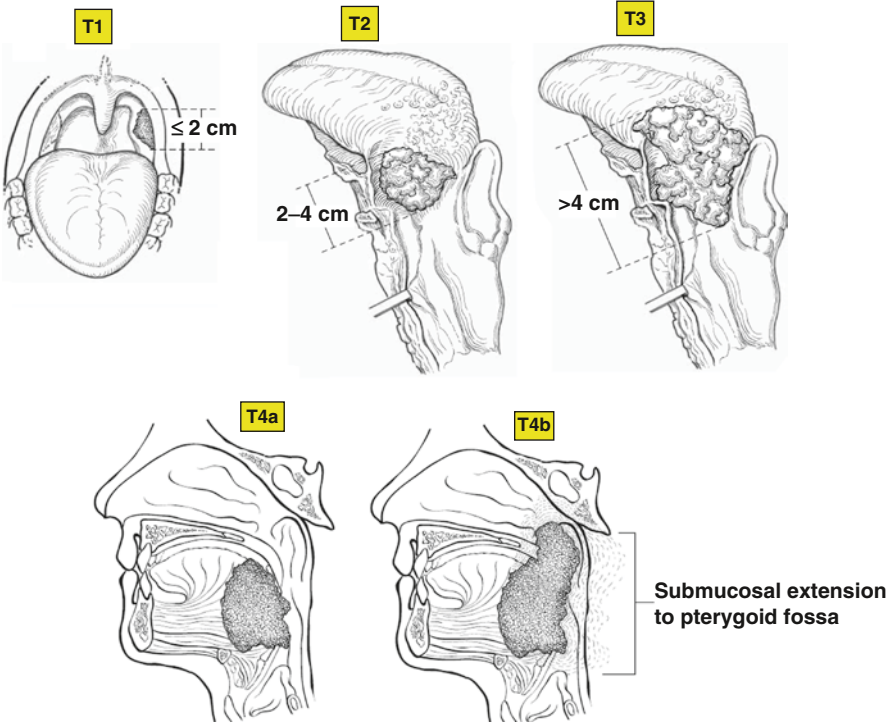 T1
T2
T3
≤ 2 cm
2–4 cm
>4 cm
T4a
T4b
Submucosal extension
to pterygoid fossa